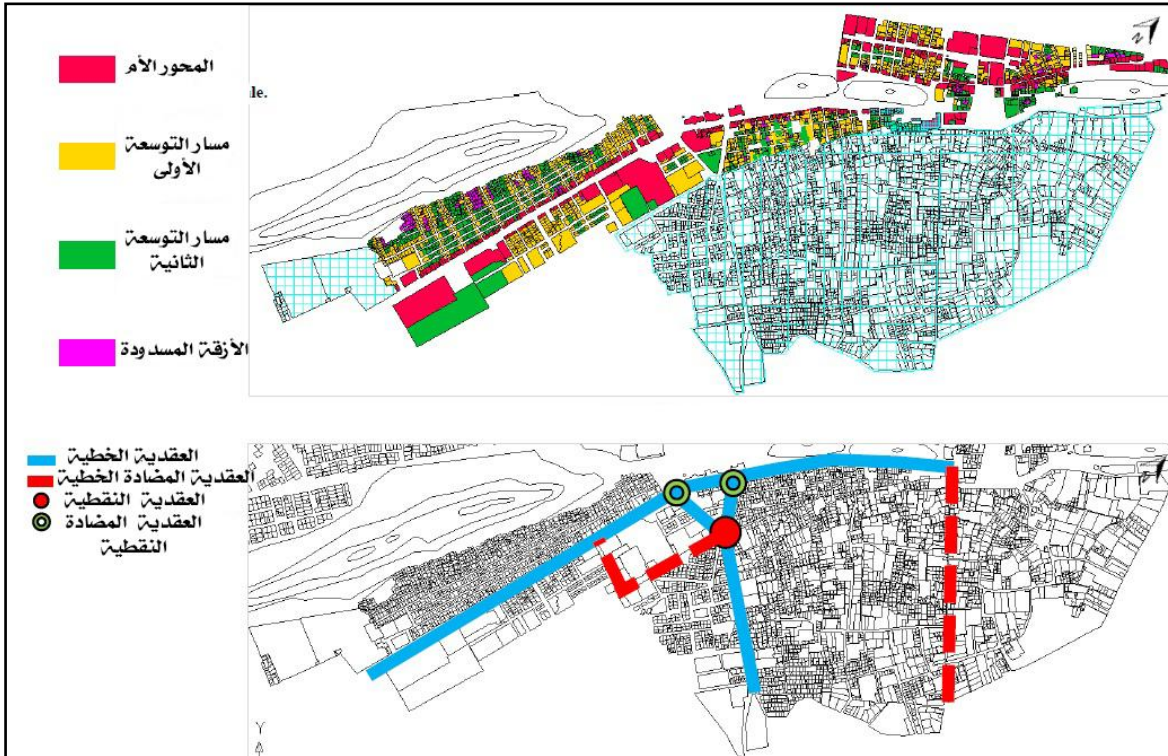 المحور الأم
ale.
مسار التوسعة
الأولى
مسار التوسعة
الثانية
الأزقة المسدودة
N
العقدية الخطية
العقدية المضادة الخطية
العقدية النقطية
العقدية المضادة
النقطية
Y